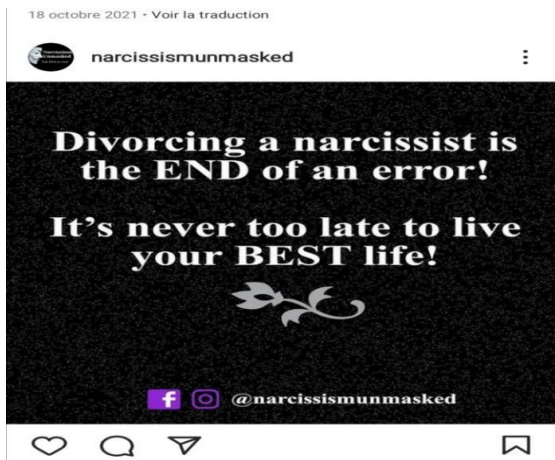 18 octobre 2021 · Voir la traduction
narcissismunmasked
Divorcing a narcissist is
the END of an error!
It's never too late to live
your BEST life!
@narcissismunmasked